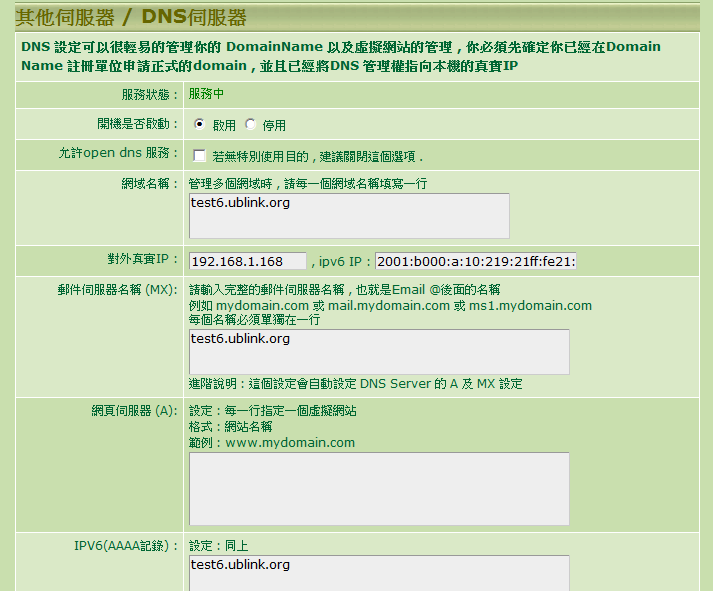 其他伺服器 / DNS伺服器
DNS 設定可以很輕易的管理你的 DomainName 以及虛擬網站的管理，你必須先確定你已經在Domain
Name 註冊單位申請正式的domain，並且已經將DNS 管理權指向本機的真實IP
服務狀態： 服務中
開機是否啟動： 啟用 停用
允許open dns 服務： 若無特別使用目的，建議關閉這個選項．
網域名稱： 管理多個網域時，請每一個網域名稱填寫一行
test6.ublink.org
對外真實IP： 192.168.1.168 ，ipv6 IP： 2001:b000:a:10:219:21ff:fe21:
郵件伺服器名稱 (MX): 請輸入完整的郵件伺服器名稱，也就是Email @後面的名稱
例如 mydomain.com 或 mail.mydomain.com 或 ms1.mydomain.com
每個名稱必須單獨在一行
test6.ublink.org
進階說明：這個設定會自動設定 DNS Server 的 A 及 MX 設定
網頁伺服器 (A): 設定：每一行指定一個虛擬網站
格式：網站名稱
範例：www.mydomain.com
IPV6(AAAA記錄)： 設定：同上
test6.ublink.org